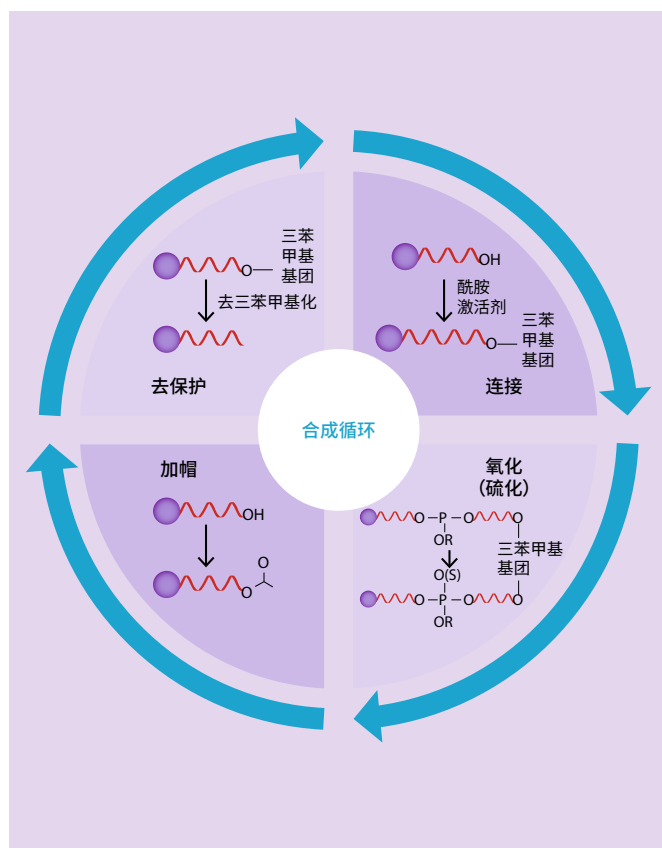 三苯
甲基
基团
O
去三苯甲基化
去保护
OH
酰胺
激活剂
三苯
甲基
基团
O
连接
合成循环
加帽
OH
O
O
氧化
（硫化）
O P O O
OR
三苯甲基
基团
O(S)
O P O O
OR